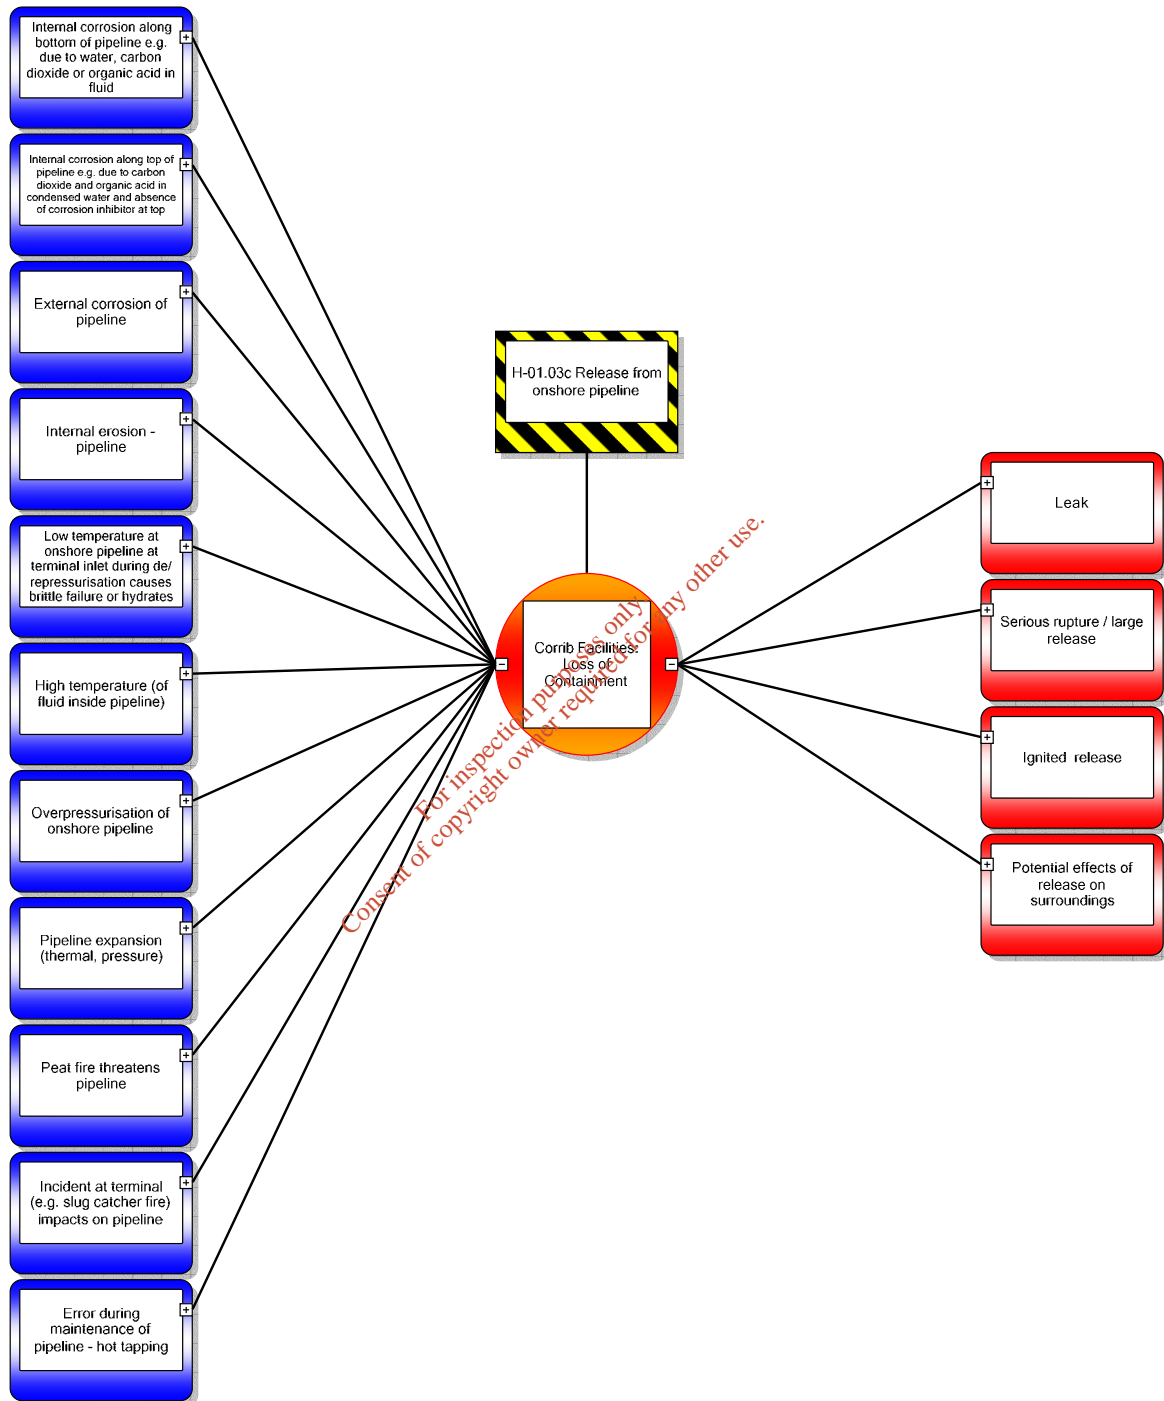 Internal corrosion along
bottom of pipeline e.g.
due to water, carbon
dioxide or organic acid in
fluid
Internal corrosion along top of
pipeline e.g. due to carbon
dioxide and organic acid in
condensed water and absence
of corrosion inhibitor at top
External corrosion of
pipeline
Internal erosion -
pipeline
Low temperature at
onshore pipeline at
terminal inlet during de/
repressurisation causes
brittle failure or hydrates
High temperature (of
fluid inside pipeline)
Overpressurisation of
onshore pipeline
Pipeline expansion
(thermal, pressure)
Peat fire threatens
pipeline
Incident at terminal
(e.g. slug catcher fire)
impacts on pipeline
Error during
maintenance of
pipeline - hot tapping
H-01.03c Release from
onshore pipeline
Corrib Facilities:
Loss of
Containment
For inspection purposes only
Consent of copyright owner required for any other use.
Leak
Serious rupture / large
release
Ignited  release
Potential effects of
release on
surroundings